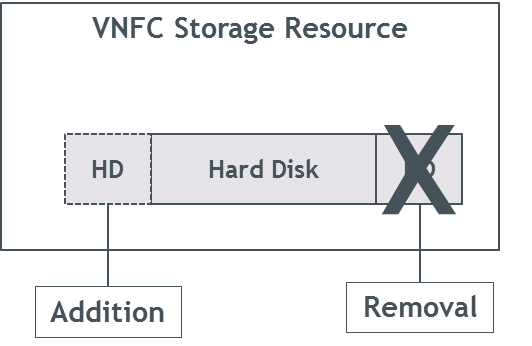 VNFC Storage Resource
HD
Hard Disk
Addition
Removal